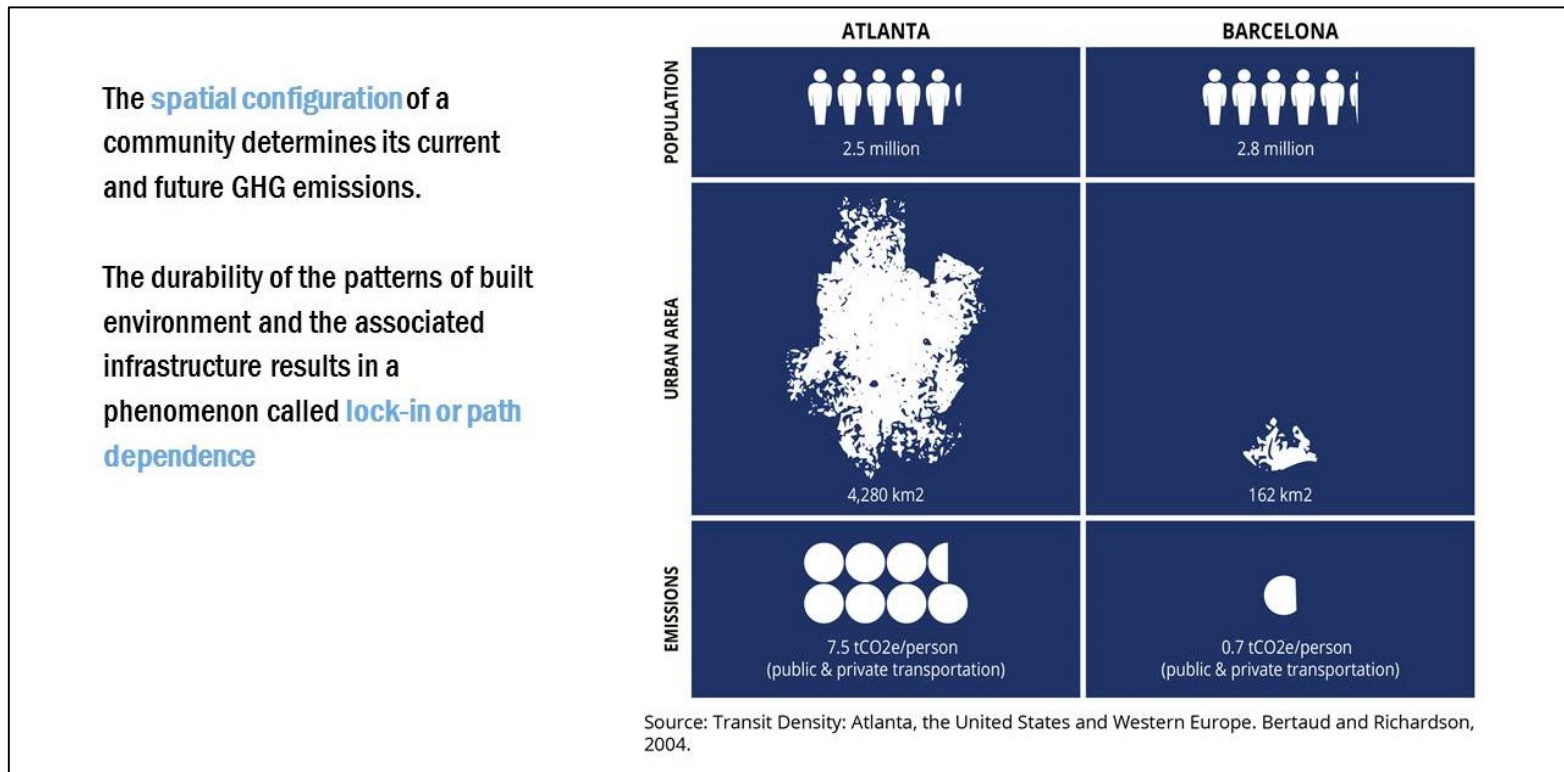 The spatial configuration of a
community determines its current
and future GHG emissions.
The durability of the patterns of built
environment and the associated
infrastructure results in a
phenomenon called lock-in or path
dependence
ATLANTA
BARCELONA
POPULATION
2.5 million
2.8 million
URBAN AREA
4,280 km2
162 km2
EMISSIONS
7.5 tCO2e/person
(public & private transportation)
0.7 tCO2e/person
(public & private transportation)
Source: Transit Density: Atlanta, the United States and Western Europe. Bertaud and Richardson,
2004.